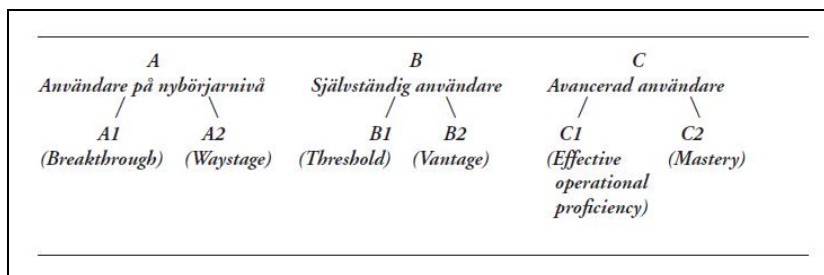 A B C
Användare på nybörjarnivå Självständig användare Avancerad användare
A1 A2 B1 B2 C1 C2
(Breakthrough) (Waystage) (Threshold) (Vantage) (Effective (Mastery)
operational
proficiency)